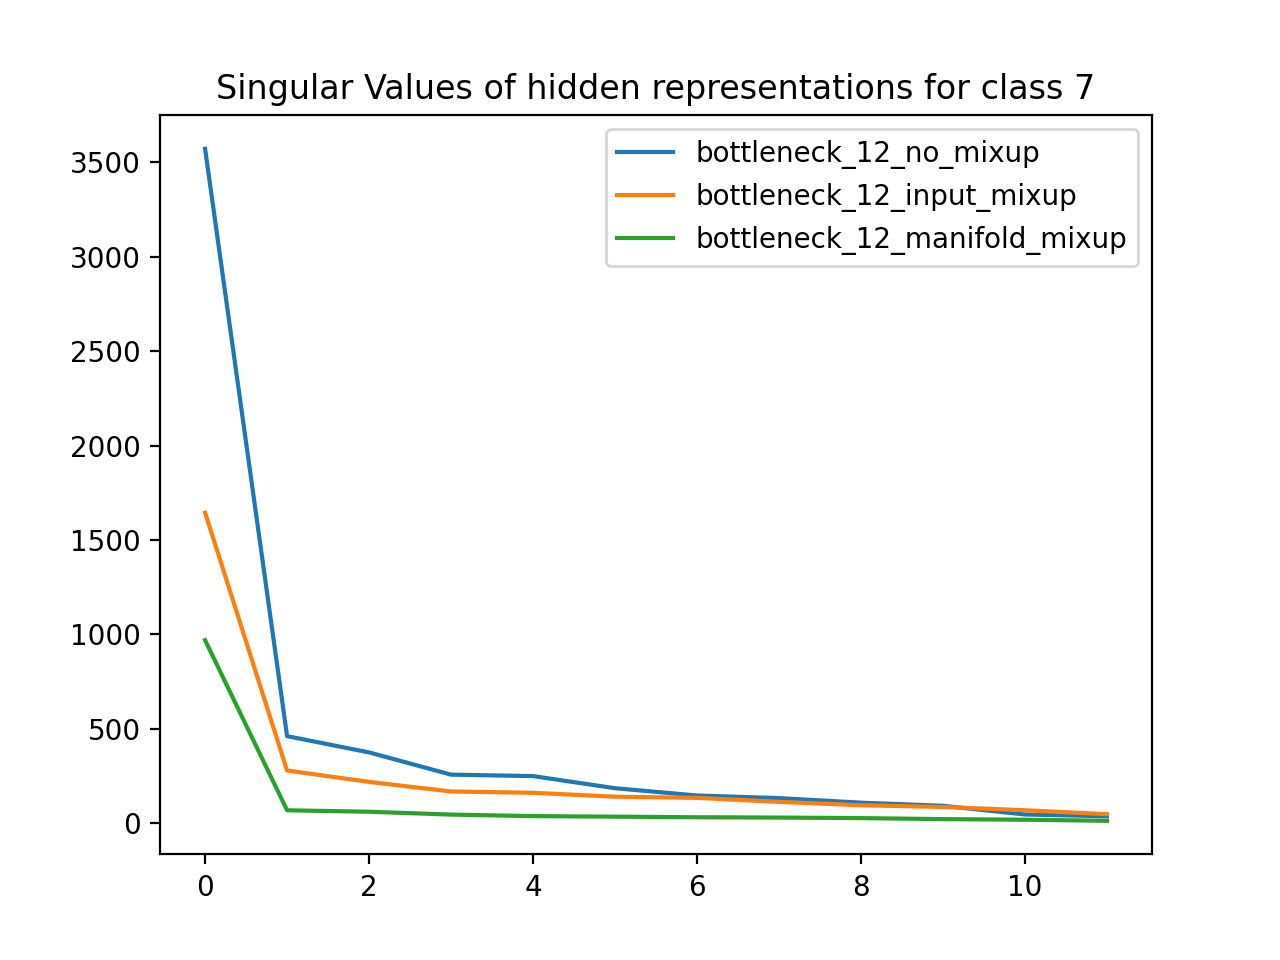 Singular Values of hidden representations for class 7
bottleneck_12_no_mixup
bottleneck_12_input_mixup
bottleneck_12_manifold_mixup
3500
3000
2500
2000
1500
1000
500
0
0 2 4 6 8 10